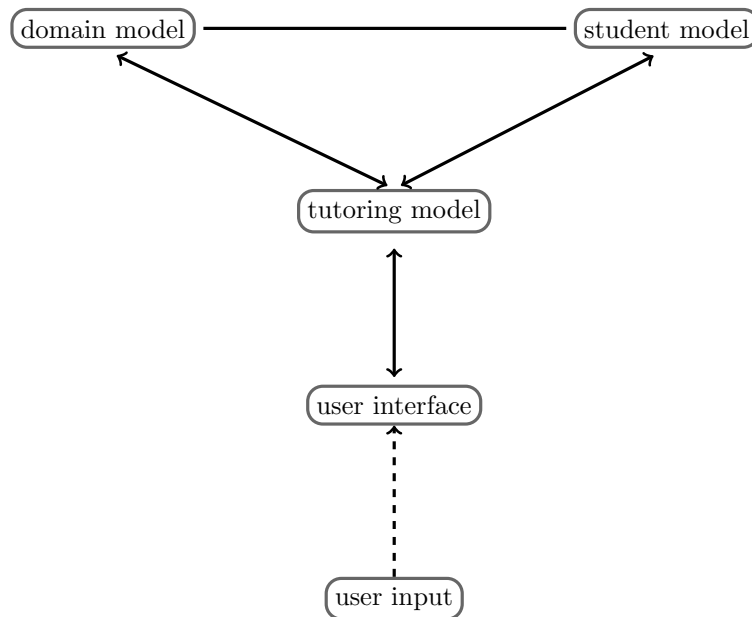 domain model
student model
tutoring model
user interface
user input